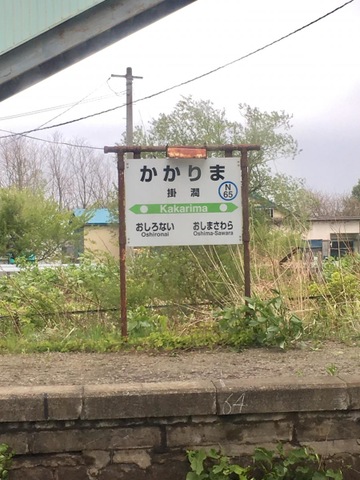 かかりま
掛澗
N
65
Kakarima
おしろない
Oshironai
おしまさわら
Oshima-Sawara
34